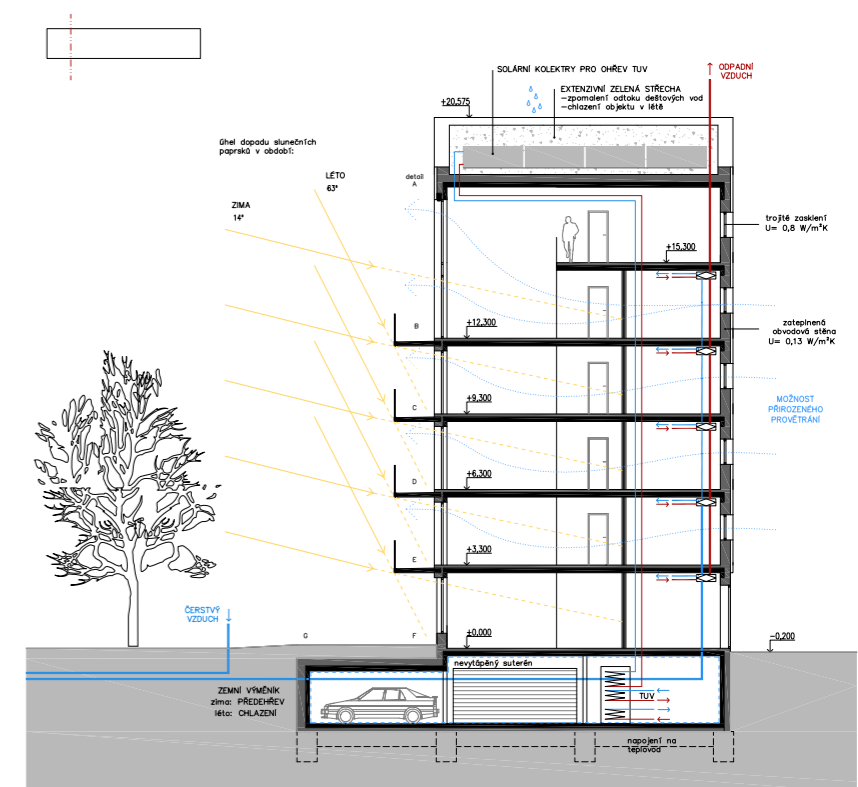 SOLÁRNÍ KOLEKTRY PRO OHŘEV TUV
ODPADNÍ
VZDUCH
EXTENZIVNÍ ZELENÁ STŘECHA
–zpomalení odtoku deštových vod
–chlazení objektu v létě
+20,575
úhel dopadu slunečních
paprsků v období:
LÉTO
63°
detail
A
ZIMA
14°
trojité zasklení
U= 0,8 W/m²K
+15,300
B
+12,300
zateplnená
obvodová stěna
U= 0,13 W/m²K
C
+9,300
MOŽNOST
PŘIROZENÉHO
PROVĚTRÁNÍ
D
+6,300
E
+3,300
ČERSTVÝ
VZDUCH
G
F
+0,000
–0,200
nevytápěný suterén
ZEMNÍ VÝMĚNÍK
zima: PŘEDEHŘEV
léto: CHLAZENÍ
TUV
napojení na
teplovod